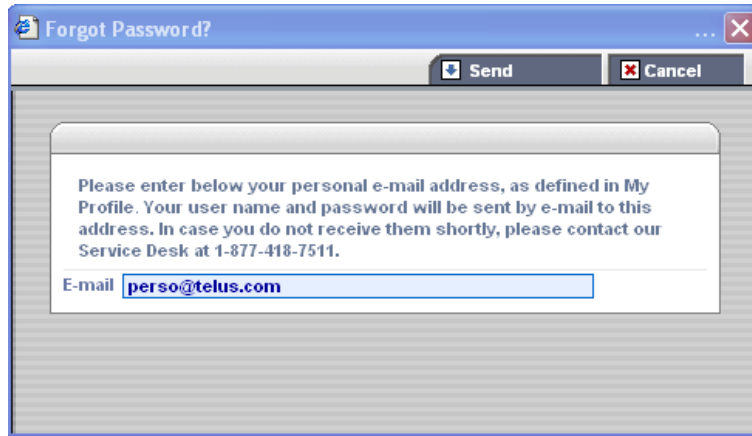 Forgot Password?
...
Send
Cancel
Please enter below your personal e-mail address, as defined in My
Profile. Your user name and password will be sent by e-mail to this
address. In case you do not receive them shortly, please contact our
Service Desk at 1-877-418-7511.
E-mail perso@telus.com